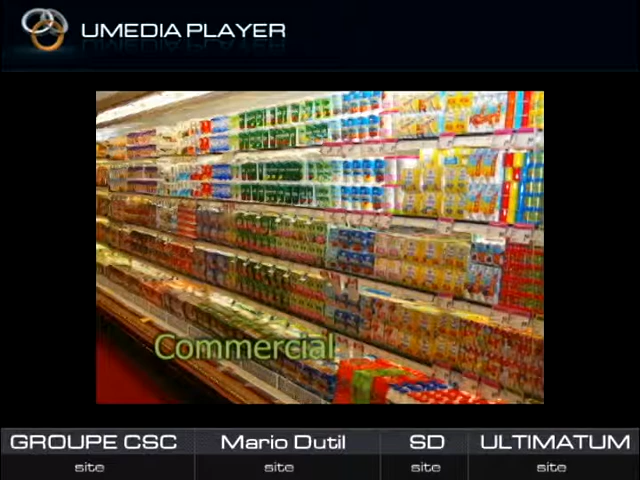 UMEDIA PLAYER
Commercial
GROUPE CSC
Mario Dutil
SD
ULTIMATUM
site
site
site
site